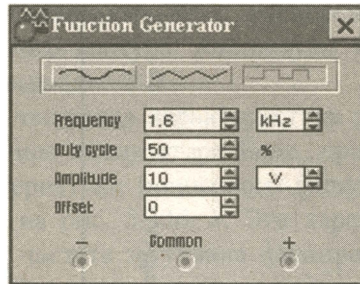 Function Generator
Frequency 1.6 kHz
Duty cycle 50 %
Amplitude 10 V
Offset 0
− Common +